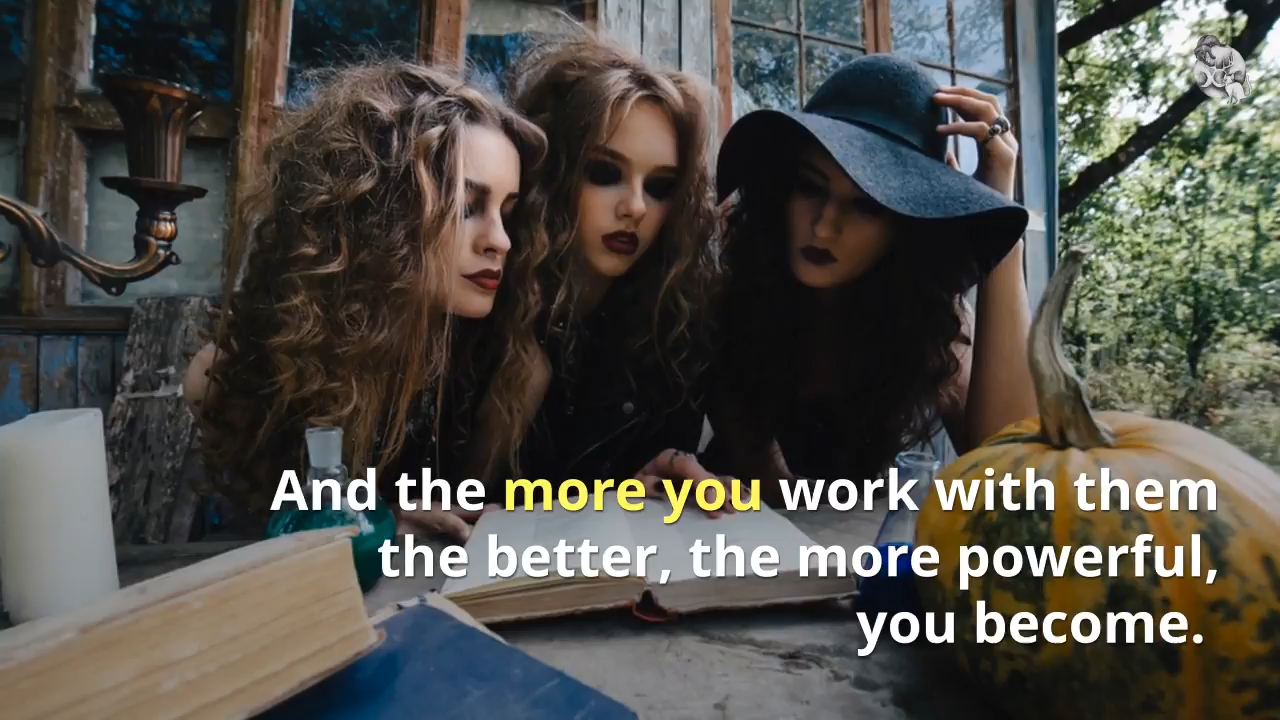 And the more you work with them
the better, the more powerful,
you become.